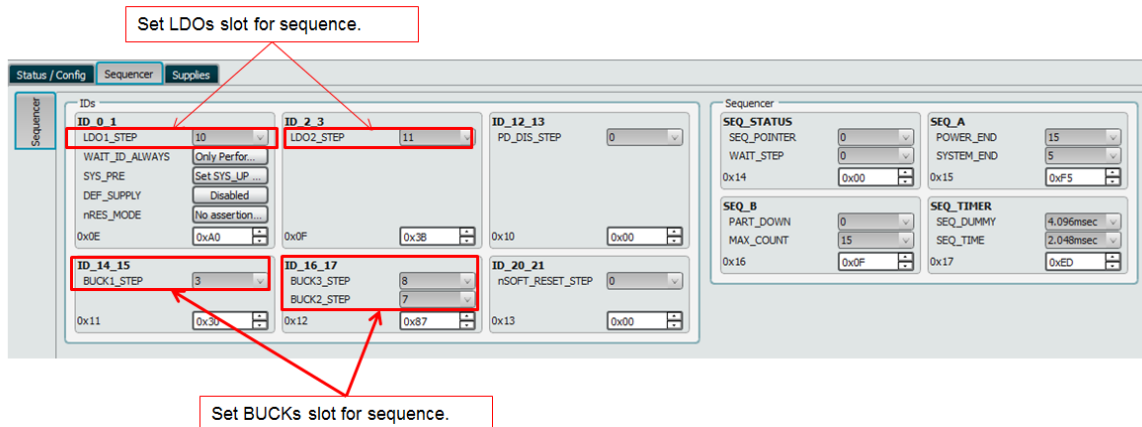 Set LDOs slot for sequence.
Status / Config Sequencer Supplies
Sequencer
IDs
ID_0_1
LDO1_STEP 10
WAIT_ID_ALWAYS Only Perfor...
SYS_PRE Set SYS_UP ...
DEF_SUPPLY Disabled
nRES_MODE No assertion...
0x0E 0xA0
ID_2_3
LDO2_STEP 11
0x0F 0x3B
ID_12_13
PD_DIS_STEP 0
0x10 0x00
ID_14_15
BUCK1_STEP 3
0x11 0x30
ID_16_17
BUCK3_STEP 8
BUCK2_STEP 7
0x12 0x87
ID_20_21
nSOFT_RESET_STEP 0
0x13 0x00
Sequencer
SEQ_STATUS
SEQ_POINTER 0
WAIT_STEP 0
0x14 0x00
SEQ_A
POWER_END 15
SYSTEM_END 5
0x15 0xF5
SEQ_B
PART_DOWN 0
MAX_COUNT 15
0x16 0x0F
SEQ_TIMER
SEQ_DUMMY 4.096msec
SEQ_TIME 2.048msec
0x17 0xED
Set BUCKs slot for sequence.